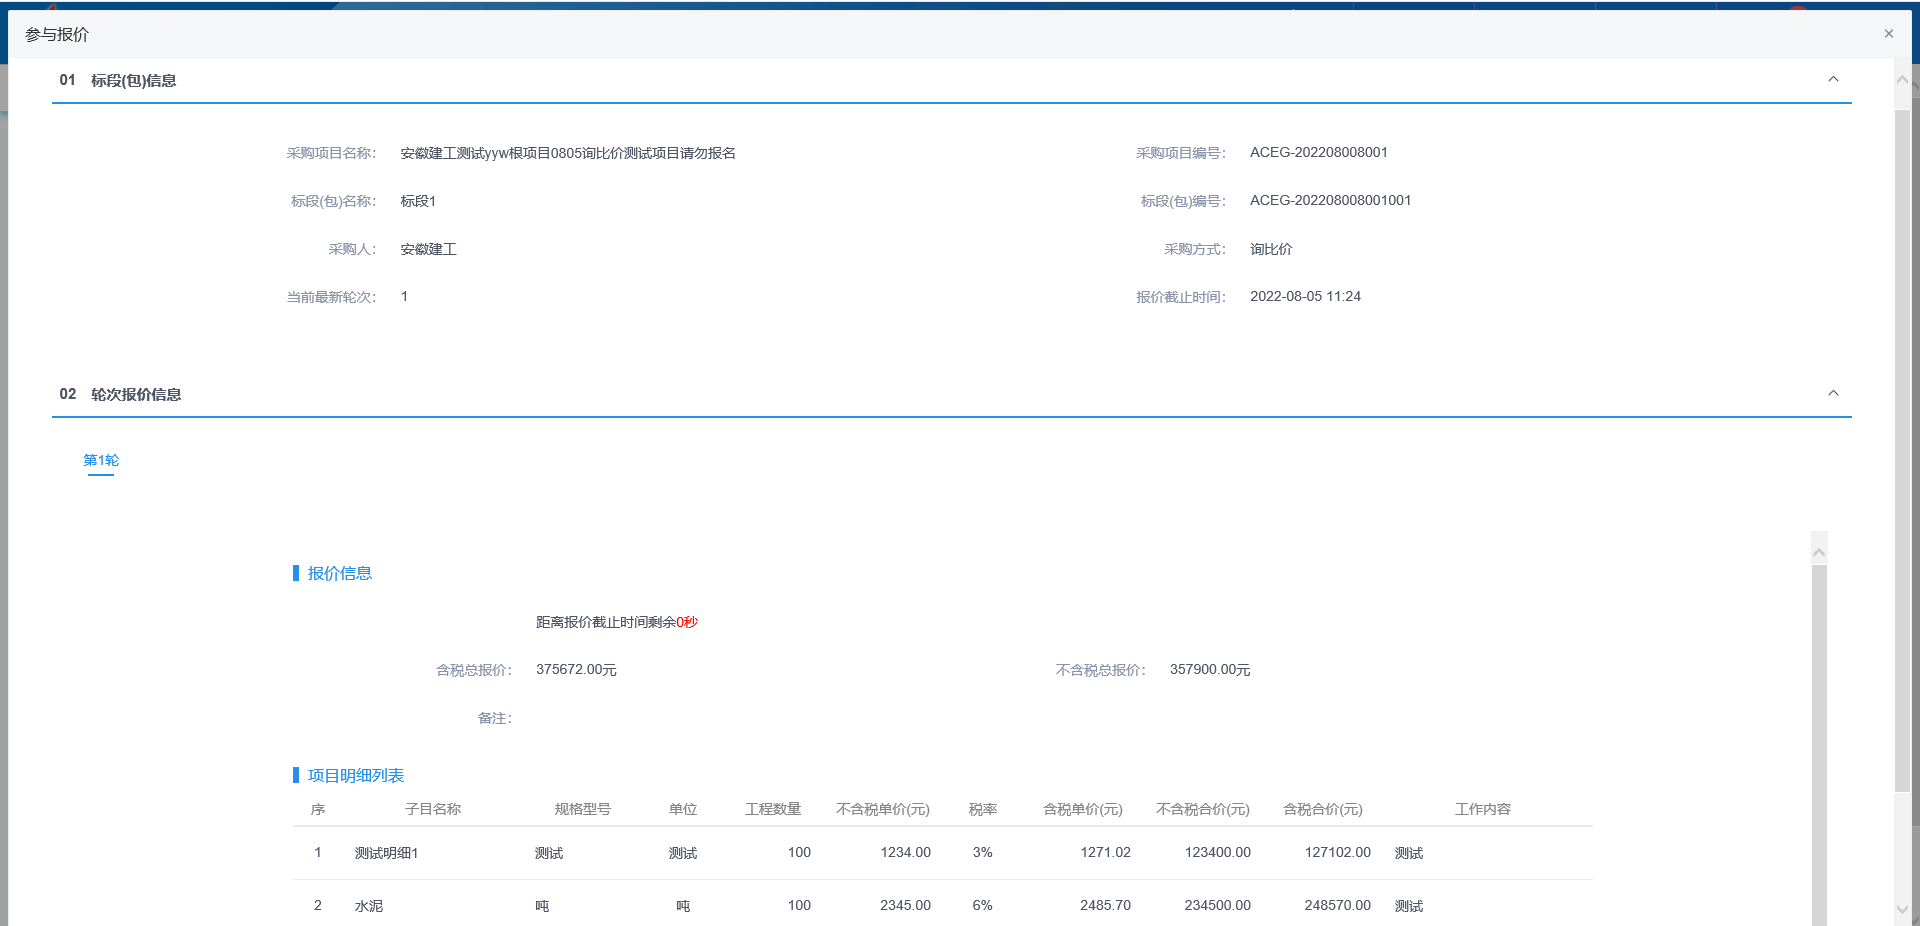 参与报价
01 标段(包)信息
采购项目名称: 安徽建工测试yyw根项目0805询比价测试项目请勿报名 采购项目编号: ACEG-202208008001
标段(包)名称: 标段1 标段(包)编号: ACEG-202208008001001
采购人: 安徽建工 采购方式: 询比价
当前最新轮次: 1 报价截止时间: 2022-08-05 11:24
02 轮次报价信息
第1轮
报价信息
距离报价截止时间剩余0秒
含税总报价: 375672.00元 不含税总报价: 357900.00元
备注:
项目明细列表
序 子目名称 规格型号 单位 工程数量 不含税单价(元) 税率 含税单价(元) 不含税合价(元) 含税合价(元) 工作内容
1 测试明细1 测试 测试 100 1234.00 3% 1271.02 123400.00 127102.00 测试
2 水泥 吨 吨 100 2345.00 6% 2485.70 234500.00 248570.00 测试